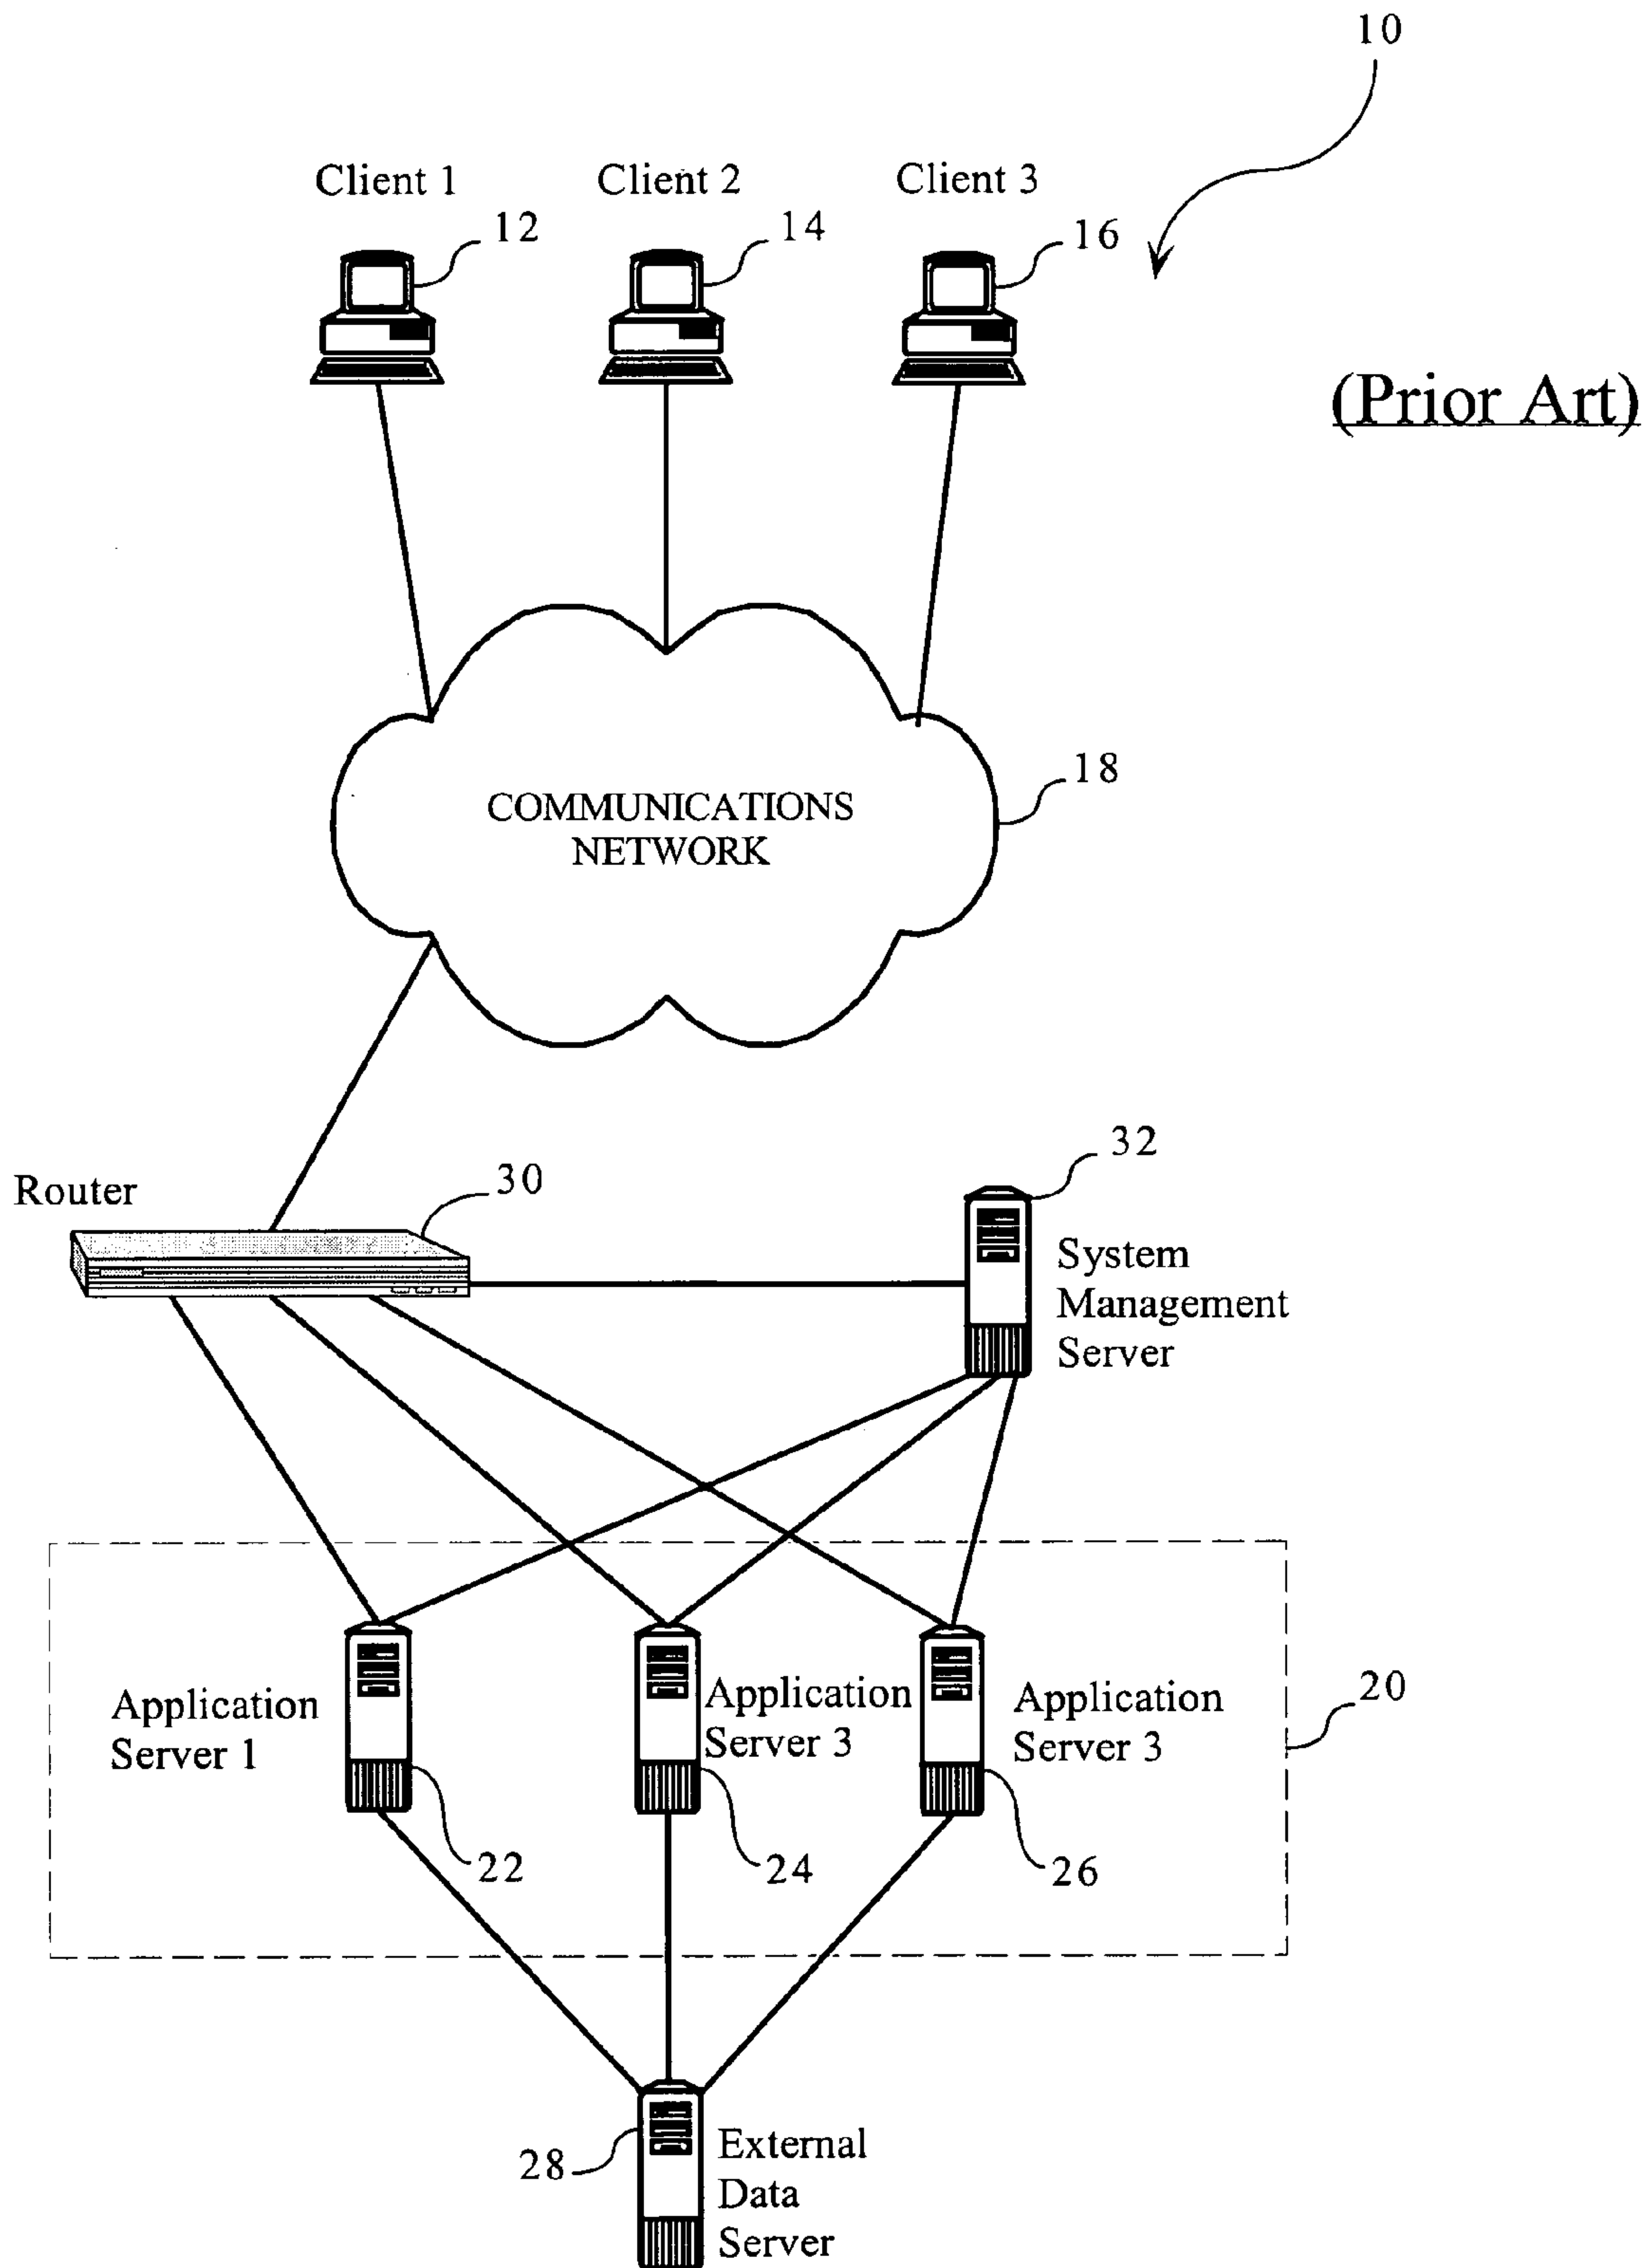 10
Client 1
Client 2
Client 3
12
14
16
(Prior Art)
18
COMMUNICATIONS
NETWORK
32
Router
30
System
Management
Server
Application
Server 1
Application
Server 3
Application
Server 3
20
22
24
26
28
External
Data
Server